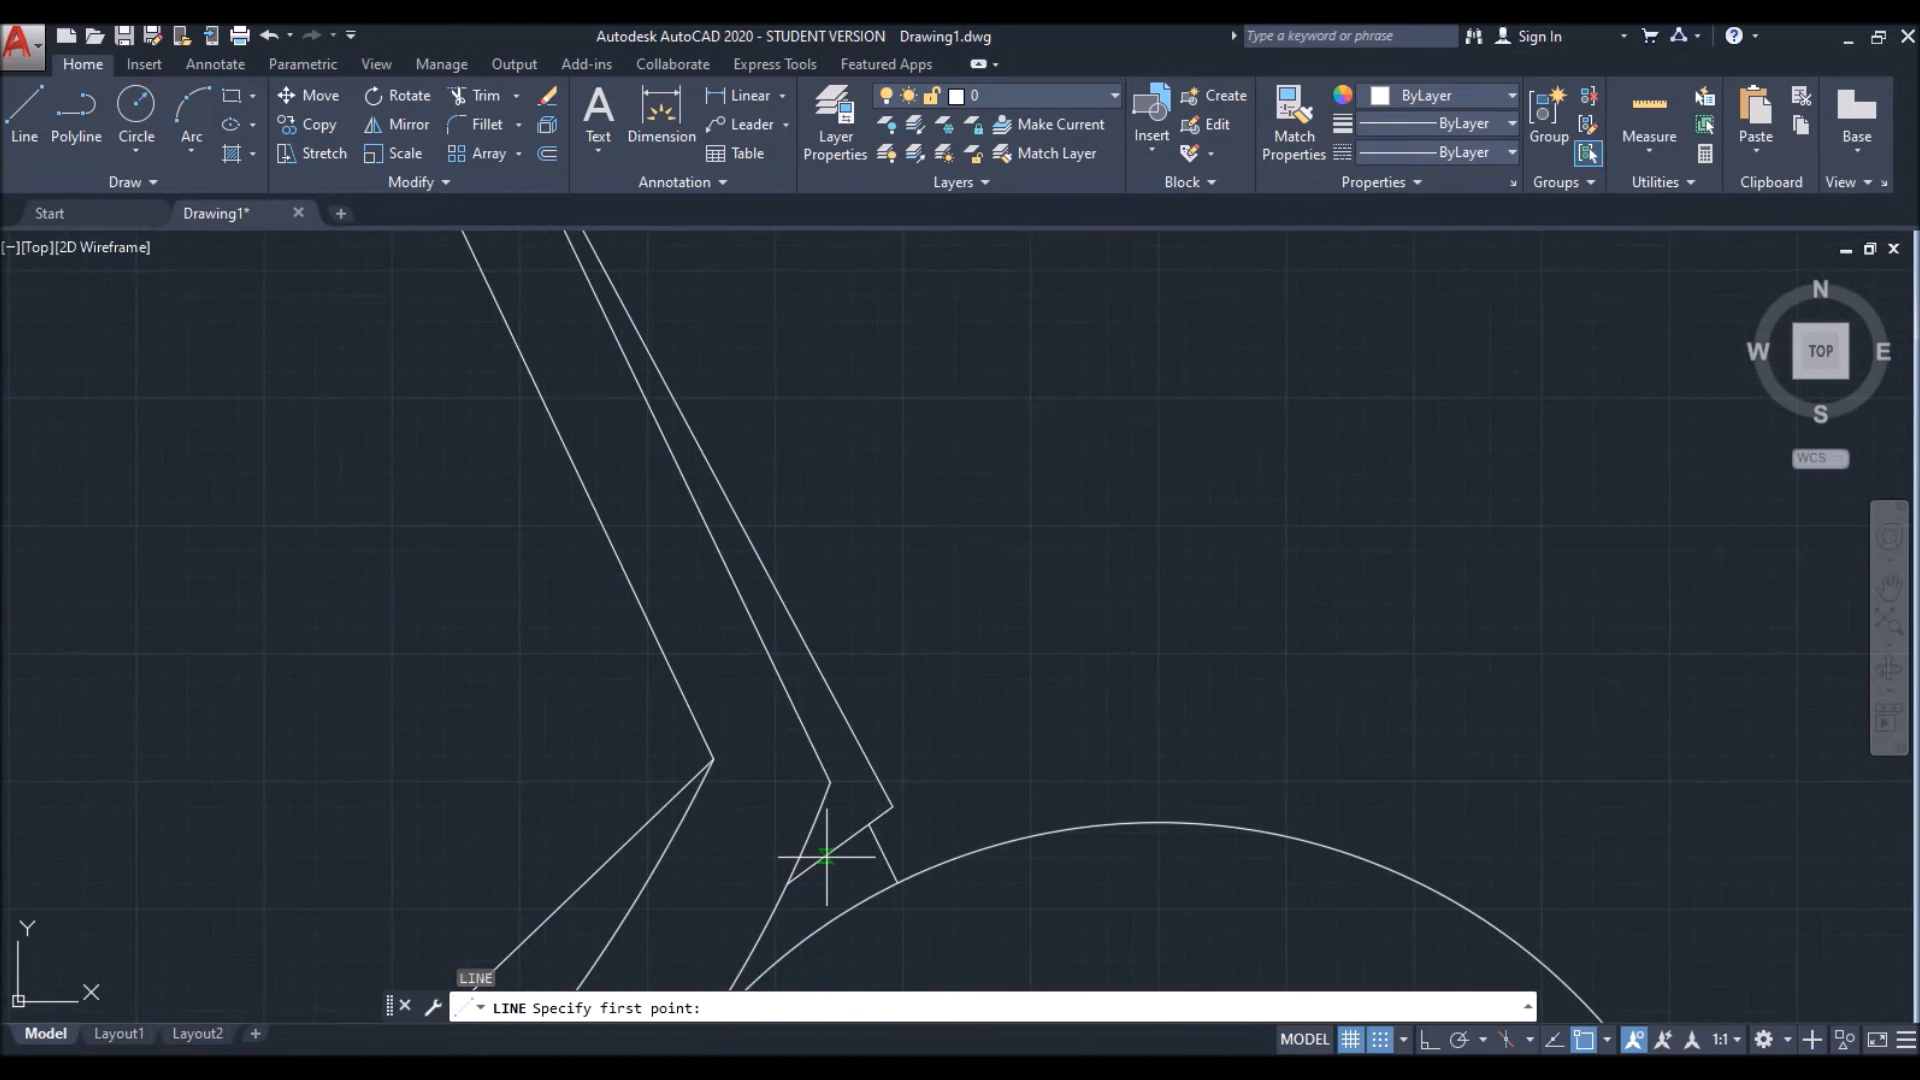 Autodesk AutoCAD 2020 - STUDENT VERSION Drawing1.dwg
Type a keyword or phrase
Sign In
Home Insert Annotate Parametric View Manage Output Add-ins Collaborate Express Tools Featured Apps
Line Polyline Circle Arc
Move Rotate Trim
Copy Mirror Fillet
Stretch Scale Array
Text Dimension
Linear
Leader
Table
Layer Properties
0
Make Current
Match Layer
Insert
Create
Edit
Match Properties
ByLayer
ByLayer
ByLayer
Group Measure Paste Base
Draw Modify Annotation Layers Block Properties Groups Utilities Clipboard View
Start Drawing1*
[−][Top][2D Wireframe]
N
W TOP E
S
WCS
Y
X
LINE
LINE Specify first point:
Model Layout1 Layout2
MODEL 1:1